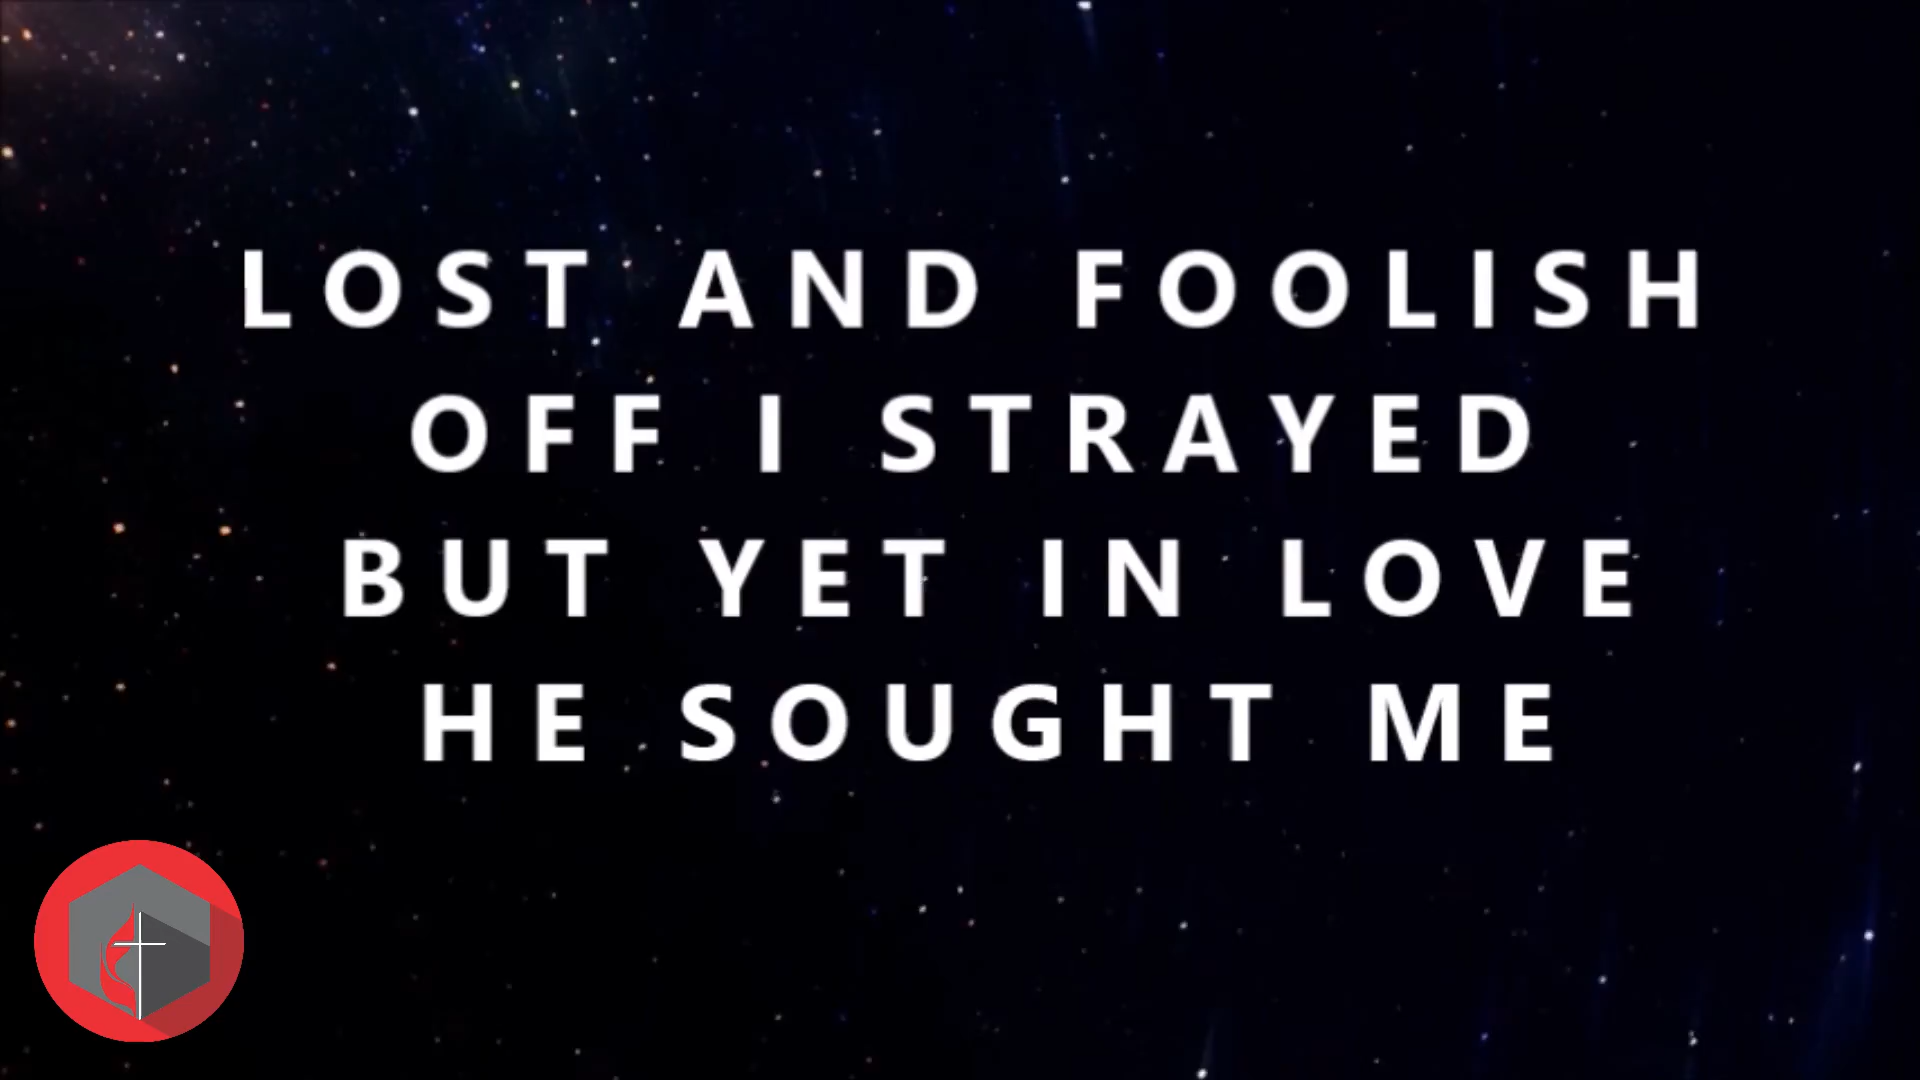 LOST AND FOOLISH
OFF I STRAYED
BUT YET IN LOVE
HE SOUGHT ME